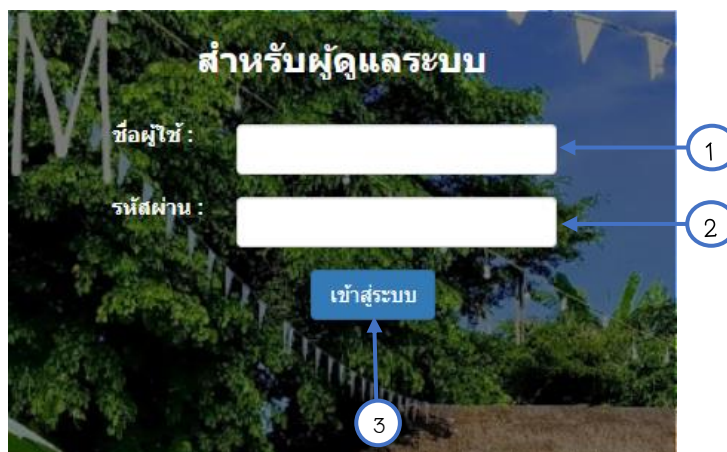 M
สำหรับผู้ดูแลระบบ
ชื่อผู้ใช้ :
1
รหัสผ่าน :
2
เข้าสู่ระบบ
3